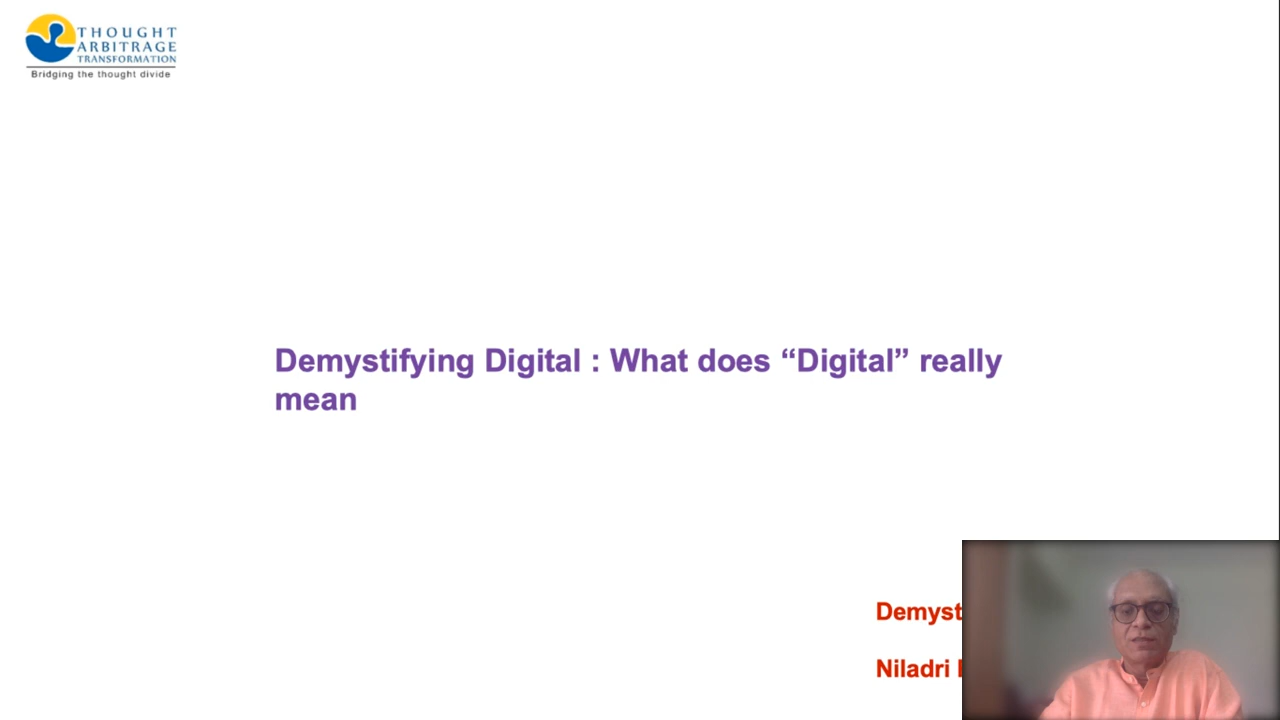 THOUGHT
ARBITRAGE
TRANSFORMATION
Bridging the thought divide
Demystifying Digital : What does “Digital” really
mean
Demyst
Niladri